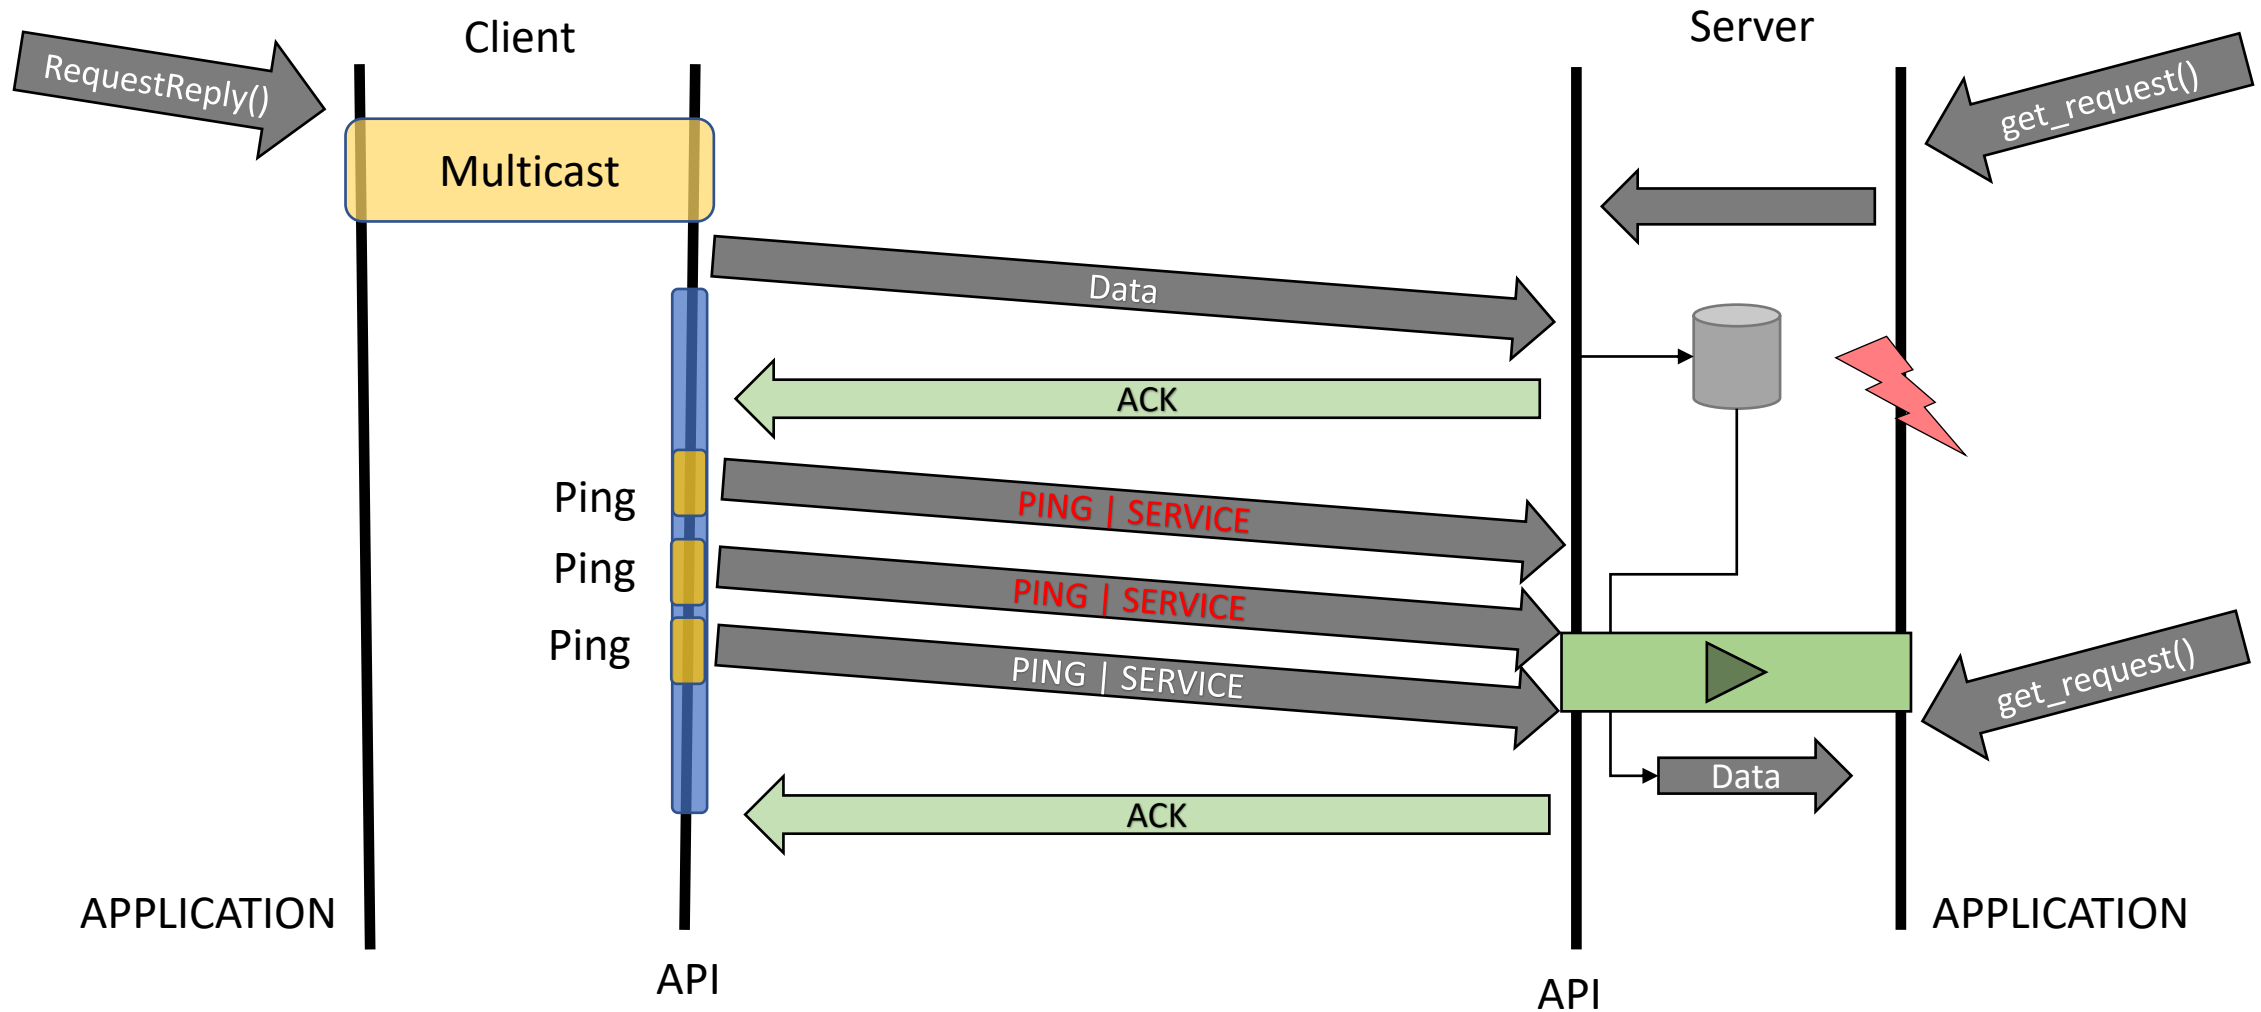 Client
Server
RequestReply()
get_request()
Multicast
Data
ACK
Ping
PING | SERVICE
Ping
PING | SERVICE
Ping
PING | SERVICE
get_request()
Data
ACK
APPLICATION
APPLICATION
API
API